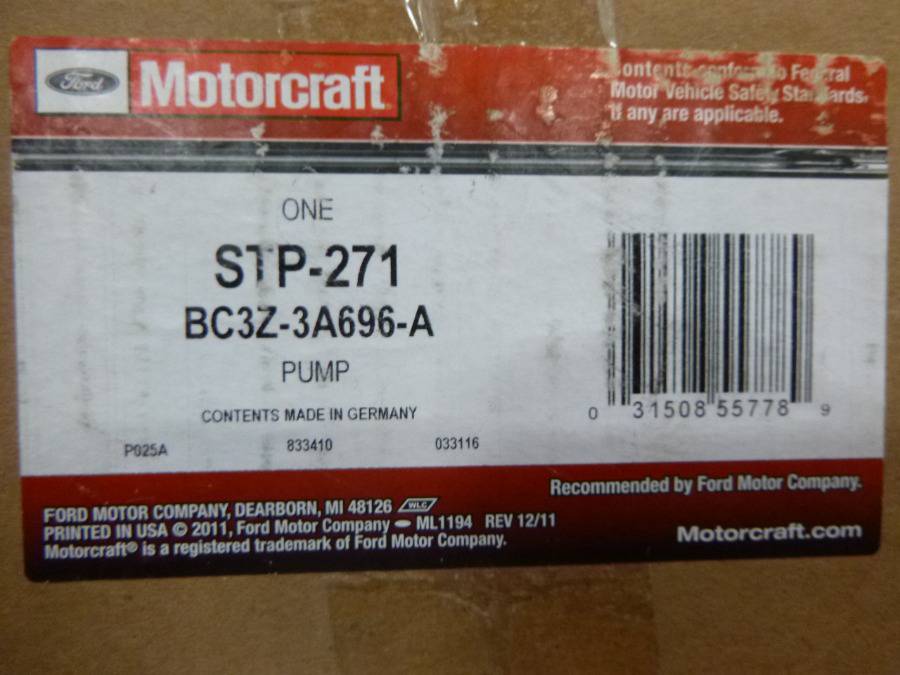 Ford
Motorcraft
Contents conform to Federal
Motor Vehicle Safety Standards,
if any are applicable.
ONE
STP-271
BC3Z-3A696-A
PUMP
CONTENTS MADE IN GERMANY
P025A 833410 033116
0 31508 55778 9
Recommended by Ford Motor Company.
FORD MOTOR COMPANY, DEARBORN, MI 48126 WLC
PRINTED IN USA © 2011, Ford Motor Company ML1194 REV 12/11
Motorcraft® is a registered trademark of Ford Motor Company.
Motorcraft.com